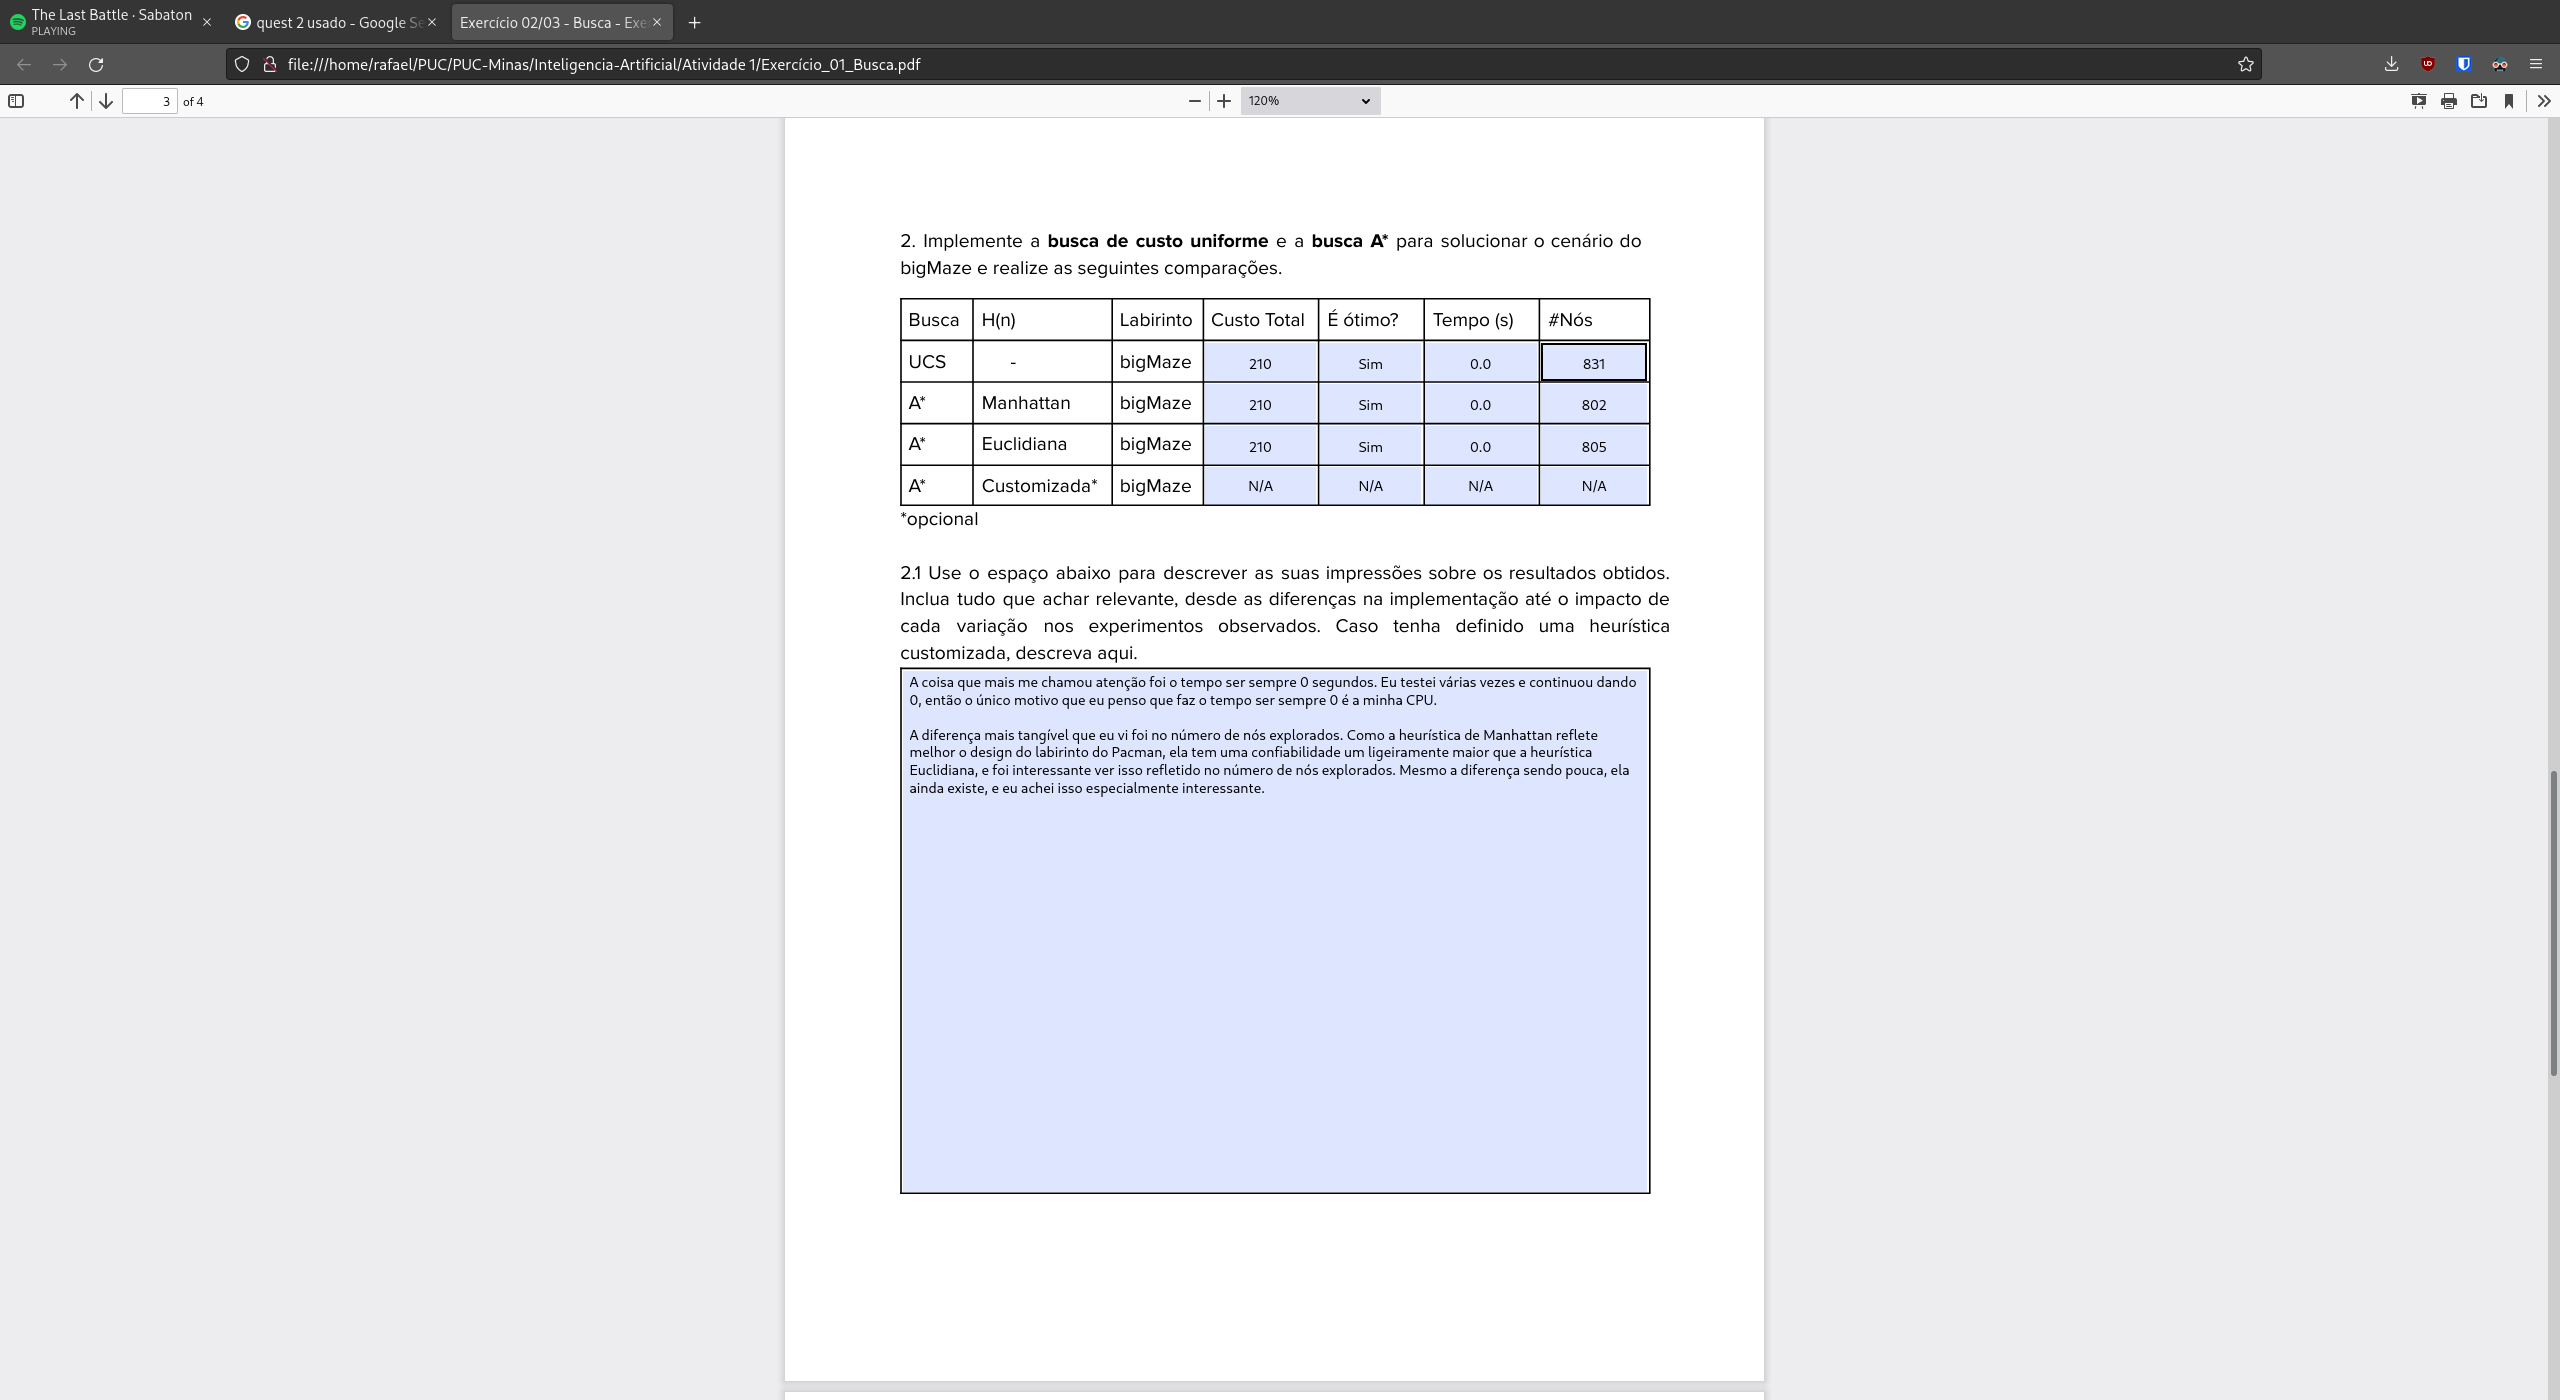 The Last Battle · Sabaton
PLAYING
quest 2 usado - Google Se
Exercício 02/03 - Busca - Exe
file:///home/rafael/PUC/PUC-Minas/Inteligencia-Artificial/Atividade 1/Exercício_01_Busca.pdf
3 of 4
120%
2. Implemente a busca de custo uniforme e a busca A* para solucionar o cenário do
bigMaze e realize as seguintes comparações.
Busca H(n) Labirinto Custo Total É ótimo? Tempo (s) #Nós
UCS - bigMaze 210 Sim 0.0 831
A* Manhattan bigMaze 210 Sim 0.0 802
A* Euclidiana bigMaze 210 Sim 0.0 805
A* Customizada* bigMaze N/A N/A N/A N/A
*opcional
2.1 Use o espaço abaixo para descrever as suas impressões sobre os resultados obtidos.
Inclua tudo que achar relevante, desde as diferenças na implementação até o impacto de
cada variação nos experimentos observados. Caso tenha definido uma heurística
customizada, descreva aqui.
A coisa que mais me chamou atenção foi o tempo ser sempre 0 segundos. Eu testei várias vezes e continuou dando
0, então o único motivo que eu penso que faz o tempo ser sempre 0 é a minha CPU.
A diferença mais tangível que eu vi foi no número de nós explorados. Como a heurística de Manhattan reflete
melhor o design do labirinto do Pacman, ela tem uma confiabilidade um ligeiramente maior que a heurística
Euclidiana, e foi interessante ver isso refletido no número de nós explorados. Mesmo a diferença sendo pouca, ela
ainda existe, e eu achei isso especialmente interessante.